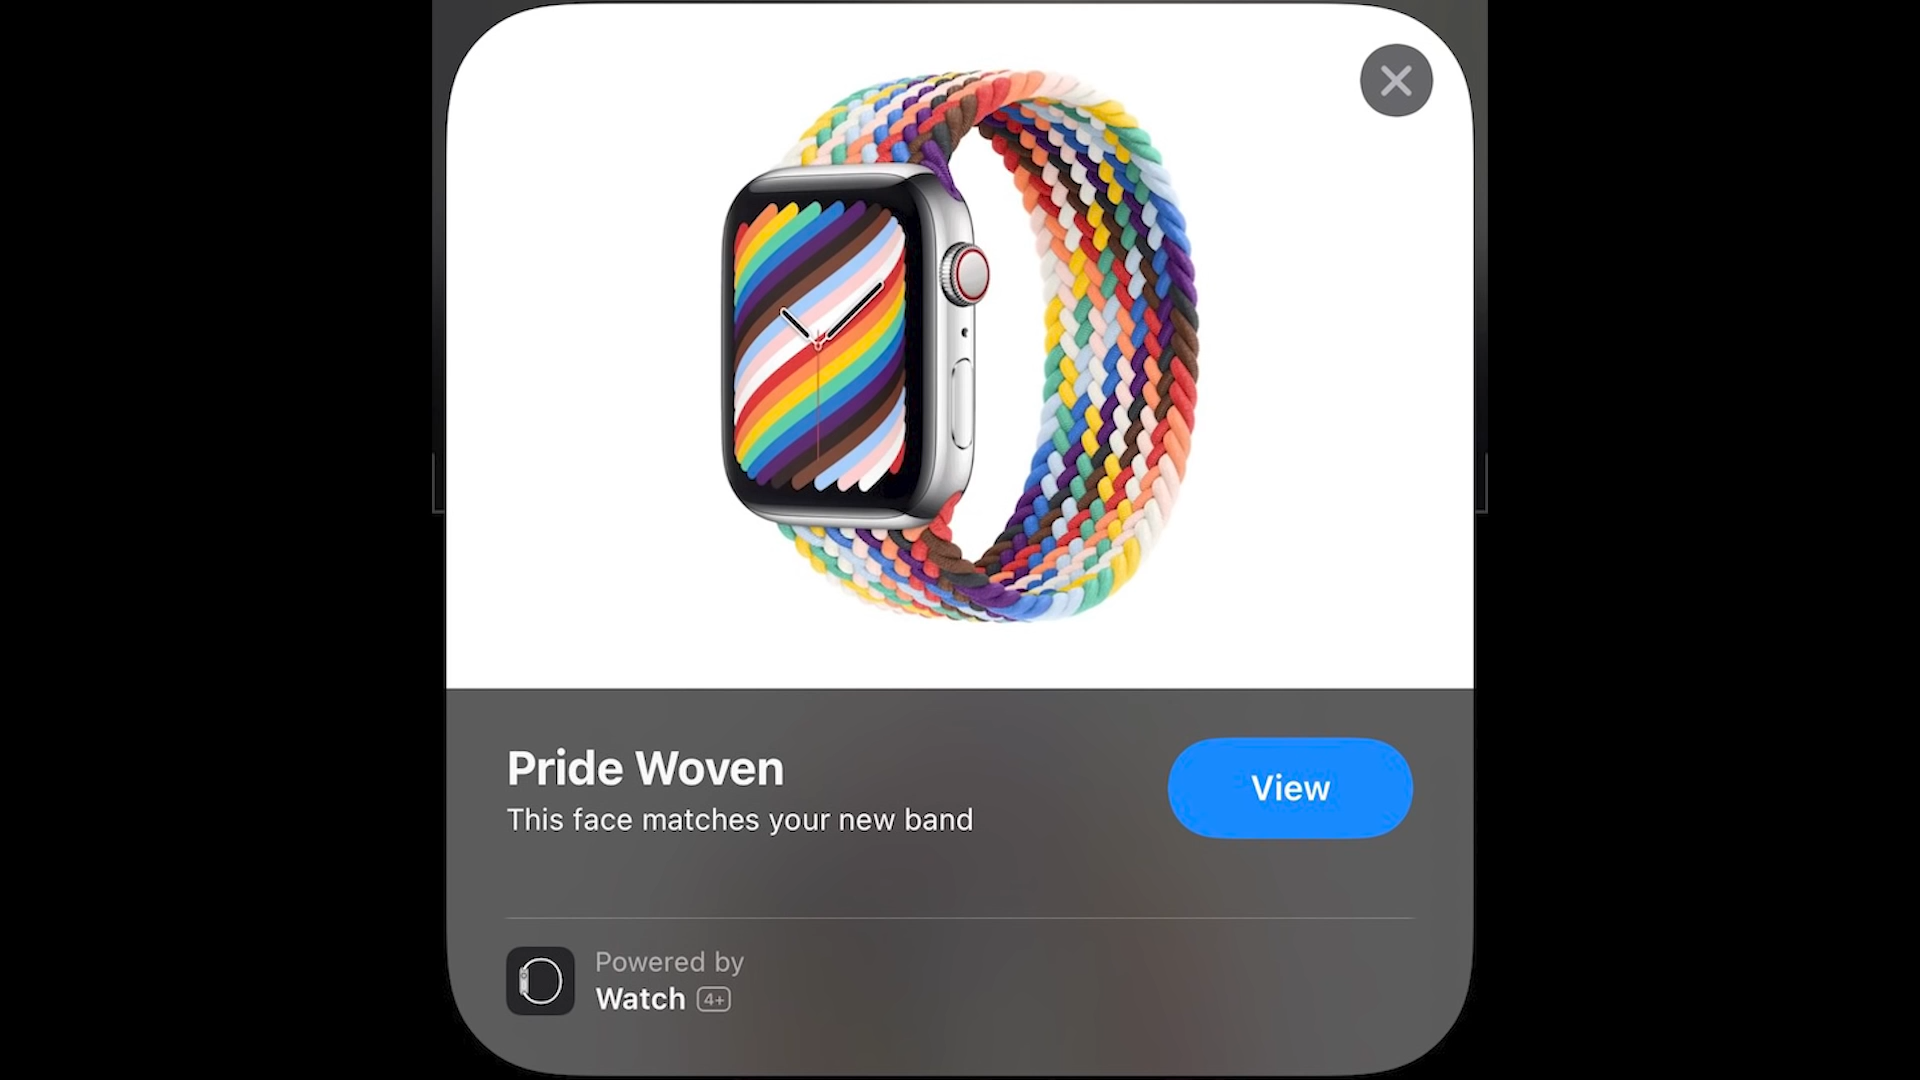 Pride Woven
This face matches your new band
View
Powered by
Watch 4+